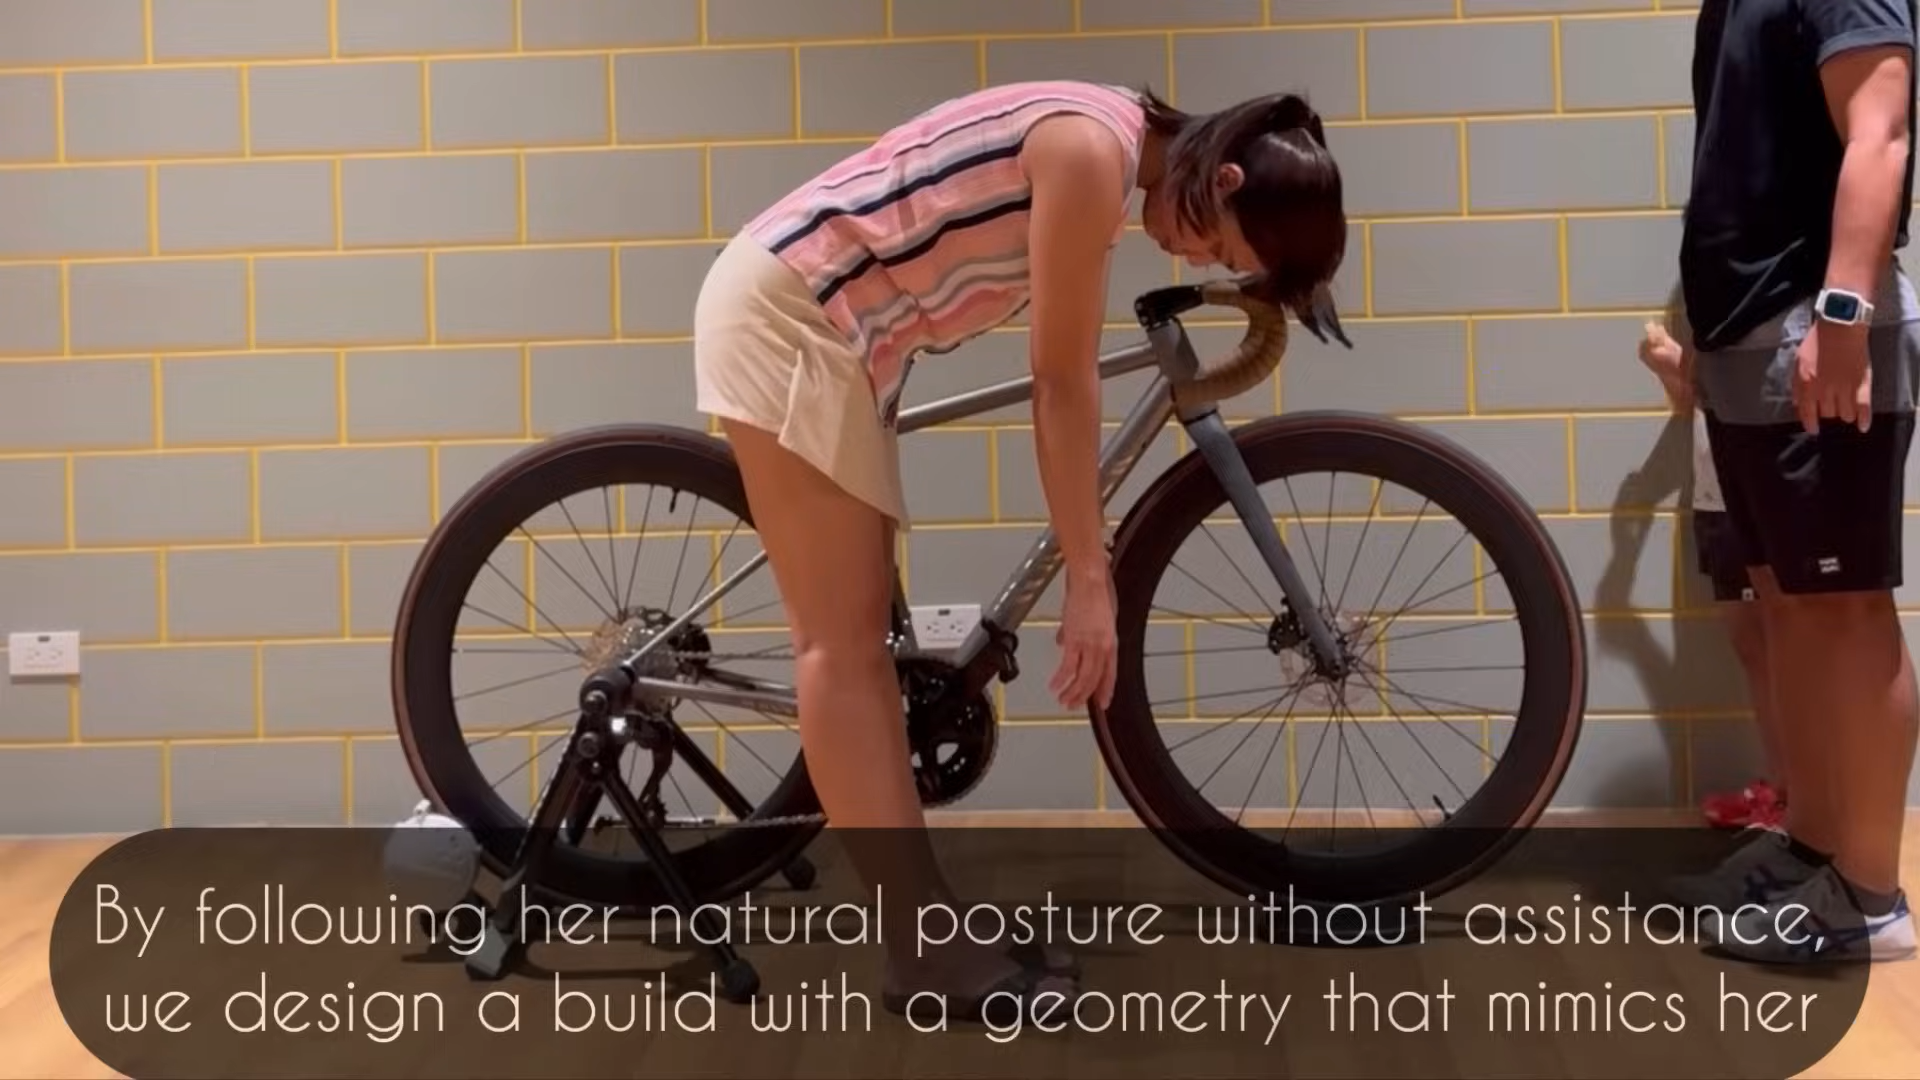 By following her natural posture without assistance,
we design a build with a geometry that mimics her